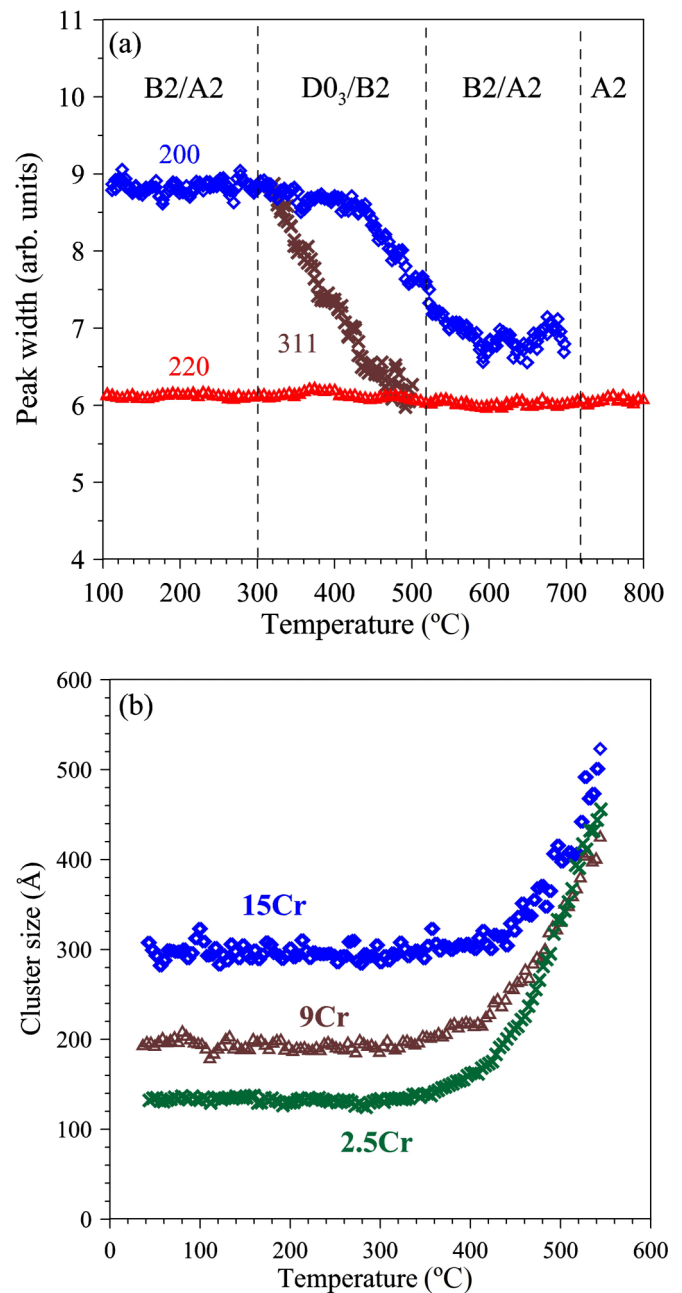 (a)
B2/A2 D0₃/B2 B2/A2 A2
200
311
220
Peak width (arb. units)
11
10
9
8
7
6
5
4
100 200 300 400 500 600 700 800
Temperature (ºC)
(b)
15Cr
9Cr
2.5Cr
Cluster size (Å)
600
500
400
300
200
100
0
0 100 200 300 400 500 600
Temperature (ºC)